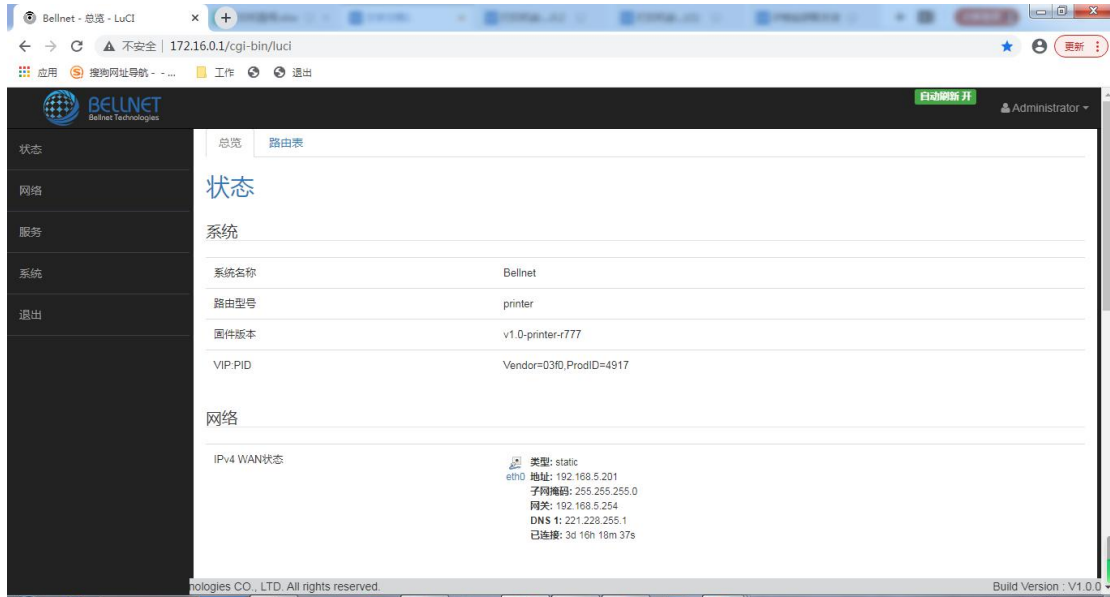 Bellnet - 总览 - LuCI
不安全 | 172.16.0.1/cgi-bin/luci
更新
应用 搜狗网址导航 - - ... 工作 退出
BELLNET
Bellnet Technologies
自动刷新 开
Administrator
状态
网络
服务
系统
退出
总览 路由表
状态
系统
系统名称 Bellnet
路由型号 printer
固件版本 v1.0-printer-r777
VIP:PID Vendor=03f0,ProdID=4917
网络
IPv4 WAN状态
类型: static
eth0 地址: 192.168.5.201
子网掩码: 255.255.255.0
网关: 192.168.5.254
DNS 1: 221.228.255.1
已连接: 3d 16h 18m 37s
nologies CO., LTD. All rights reserved. Build Version : V1.0.0